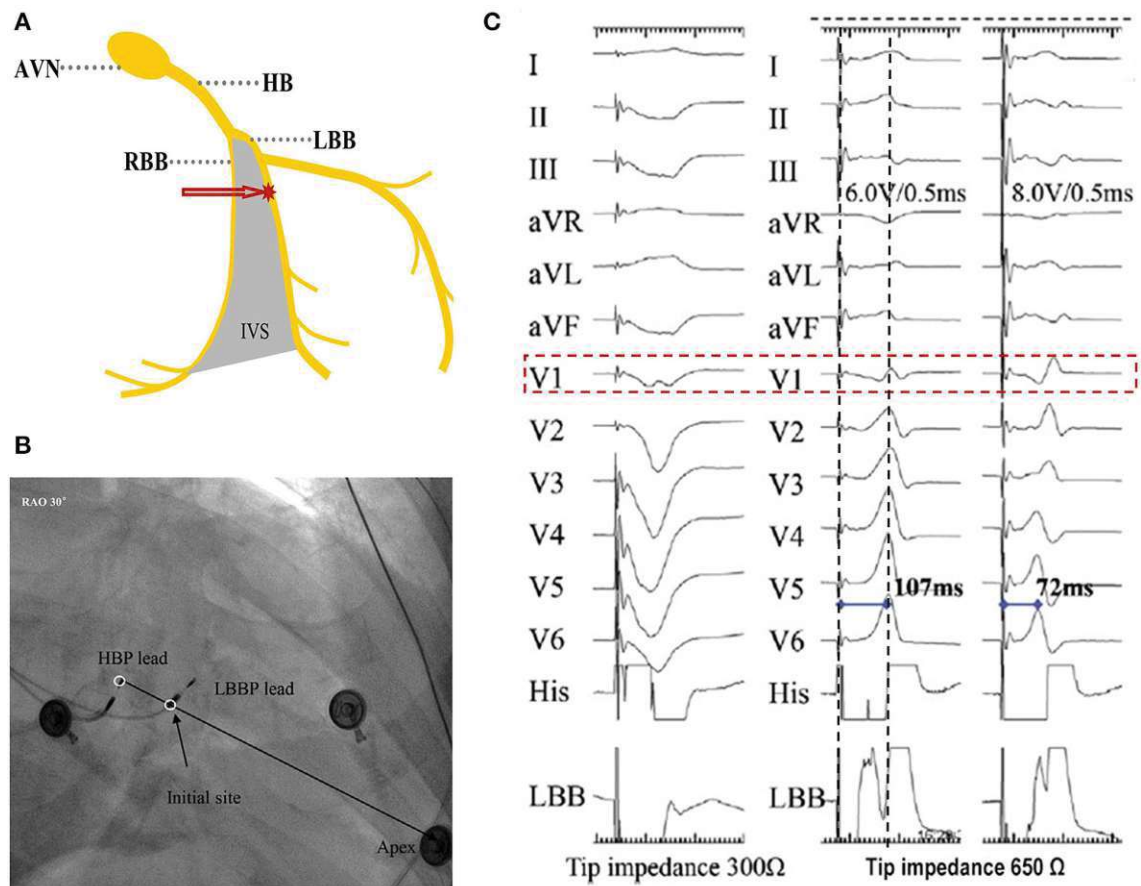 A
AVN
HB
LBB
RBB
IVS
B
RAO 30°
HBP lead
LBBP lead
Initial site
Apex
C
I
II
III
aVR
aVL
aVF
V1
V2
V3
V4
V5
V6
His
LBB
Tip impedance 300Ω
I
II
III
6.0V/0.5ms
8.0V/0.5ms
aVR
aVL
aVF
V1
V2
V3
V4
V5
107ms
72ms
V6
His
LBB
Tip impedance 650 Ω